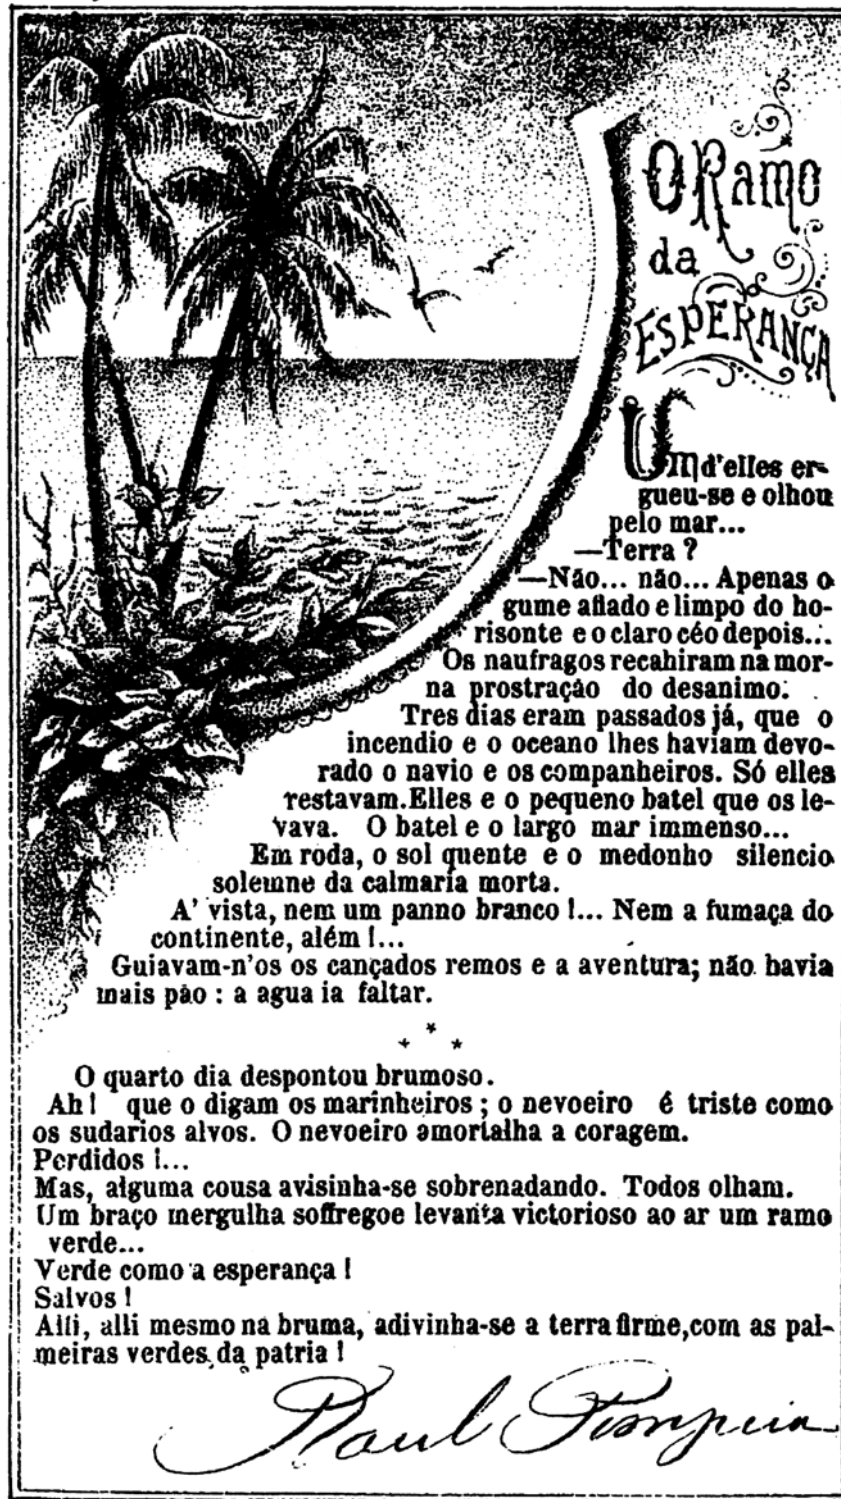 O Ramo
da
ESPERANÇA
Um d'elles er-
gueu-se e olhou
pelo mar...
—Terra ?
—Não... não... Apenas o
gume afiado e limpo do ho-
risonte e o claro céo depois...
Os naufragos recahiram na mor-
na prostração do desanimo.
Tres dias eram passados já, que o
incendio e o oceano lhes haviam devo-
rado o navio e os companheiros. Só elles
restavam. Elles e o pequeno batel que os le-
vava. O batel e o largo mar immenso...
Em roda, o sol quente e o medonho silencio
solemne da calmaria morta.
A' vista, nem um panno branco !... Nem a fumaça do
continente, além !...
Guiavam-n'os os cançados remos e a aventura; não havia
mais pão : a agua ia faltar.
* * *
O quarto dia despontou brumoso.
Ah ! que o digam os marinheiros ; o nevoeiro é triste como
os sudarios alvos. O nevoeiro amortalha a coragem.
Perdidos !...
Mas, alguma cousa avisinha-se sobrenadando. Todos olham.
Um braço mergulha soffrego e levanta victorioso ao ar um ramo
verde...
Verde como a esperança !
Salvos !
Alli, alli mesmo na bruma, adivinha-se a terra firme, com as pal-
meiras verdes da patria !
Raul Pompeia